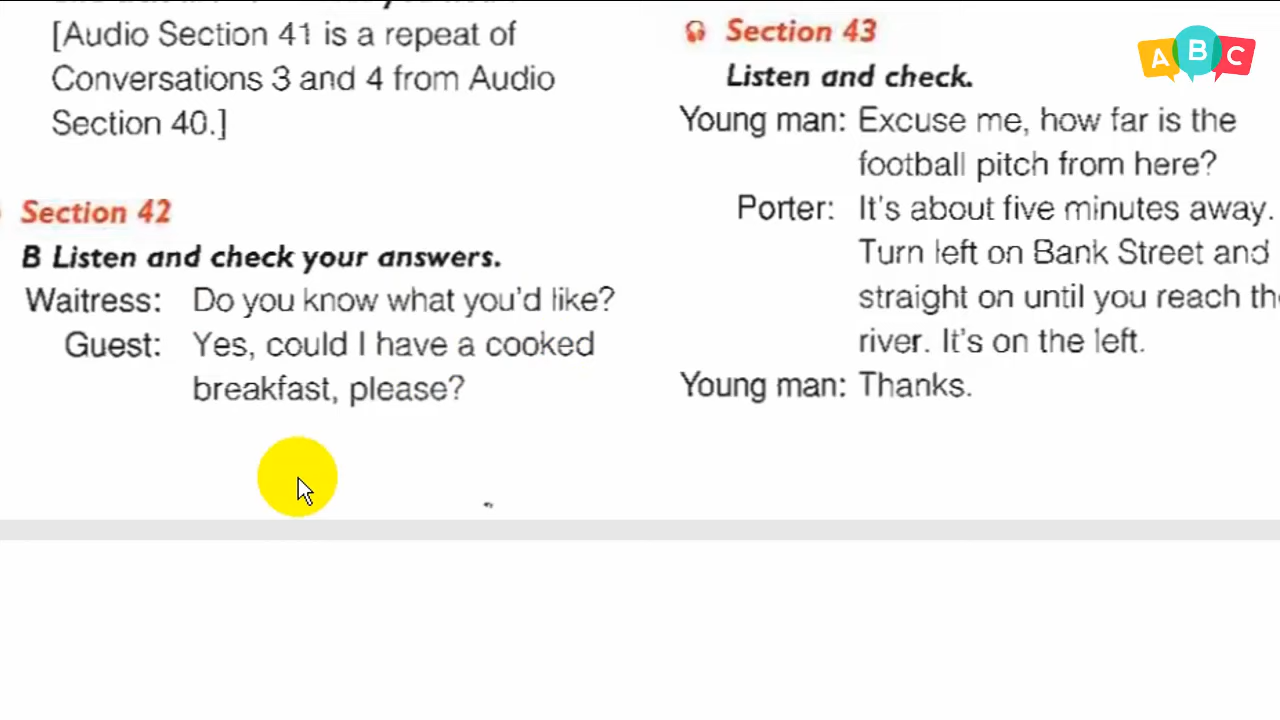 [Audio Section 41 is a repeat of
Conversations 3 and 4 from Audio
Section 40.]
Section 42
B Listen and check your answers.
Waitress: Do you know what you'd like?
Guest: Yes, could I have a cooked
breakfast, please?
Section 43
Listen and check.
Young man: Excuse me, how far is the
football pitch from here?
Porter: It's about five minutes away.
Turn left on Bank Street and
straight on until you reach
river. It's on the left.
Young man: Thanks.
A B C